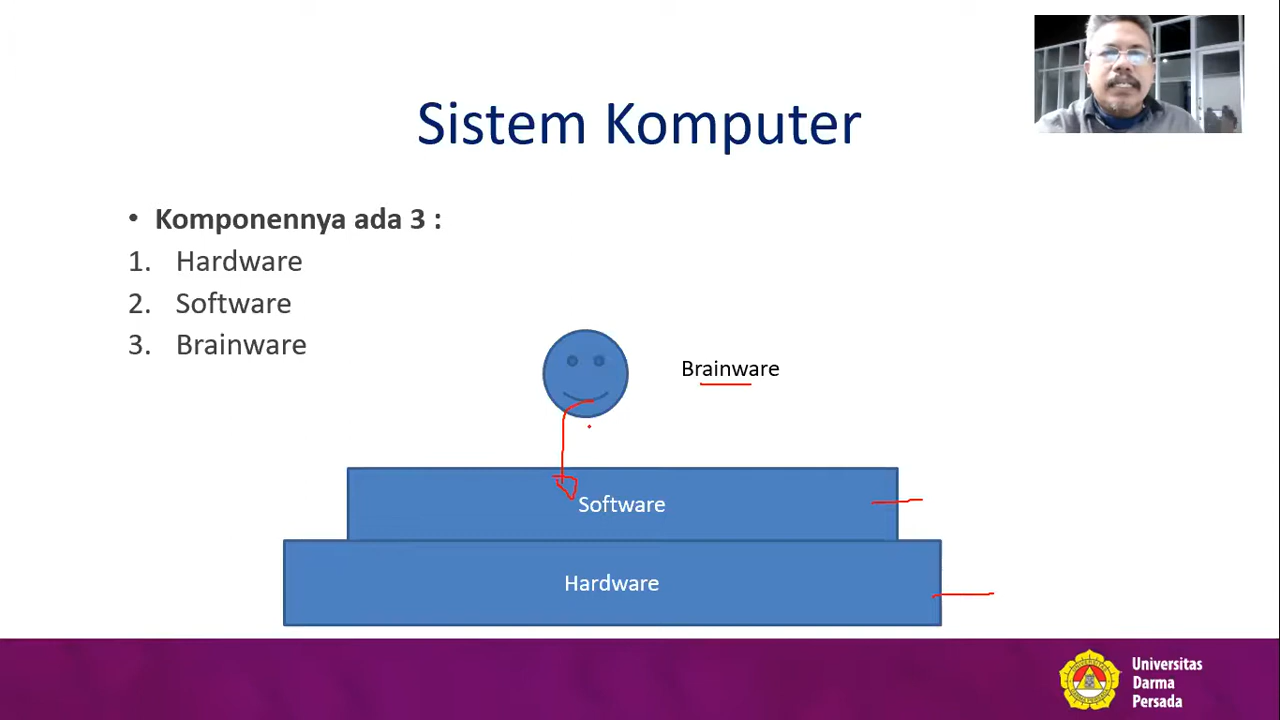 Sistem Komputer
• Komponennya ada 3 :
1. Hardware
2. Software
3. Brainware
Brainware
Software
Hardware
Universitas
Darma
Persada